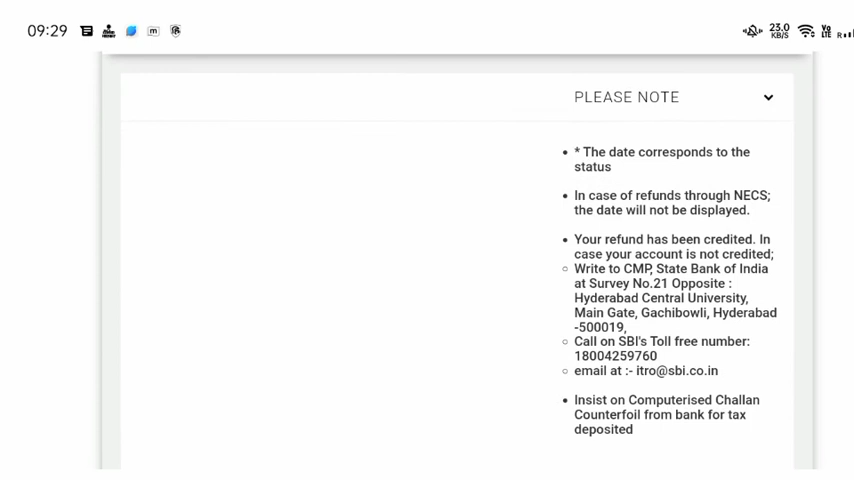 09:29
m
23.0
KB/S
Vo
LTE
R
PLEASE NOTE
• * The date corresponds to the
status
• In case of refunds through NECS;
the date will not be displayed.
• Your refund has been credited. In
case your account is not credited;
○ Write to CMP, State Bank of India
at Survey No.21 Opposite :
Hyderabad Central University,
Main Gate, Gachibowli, Hyderabad
-500019,
○ Call on SBI's Toll free number:
18004259760
○ email at :- itro@sbi.co.in
• Insist on Computerised Challan
Counterfoil from bank for tax
deposited